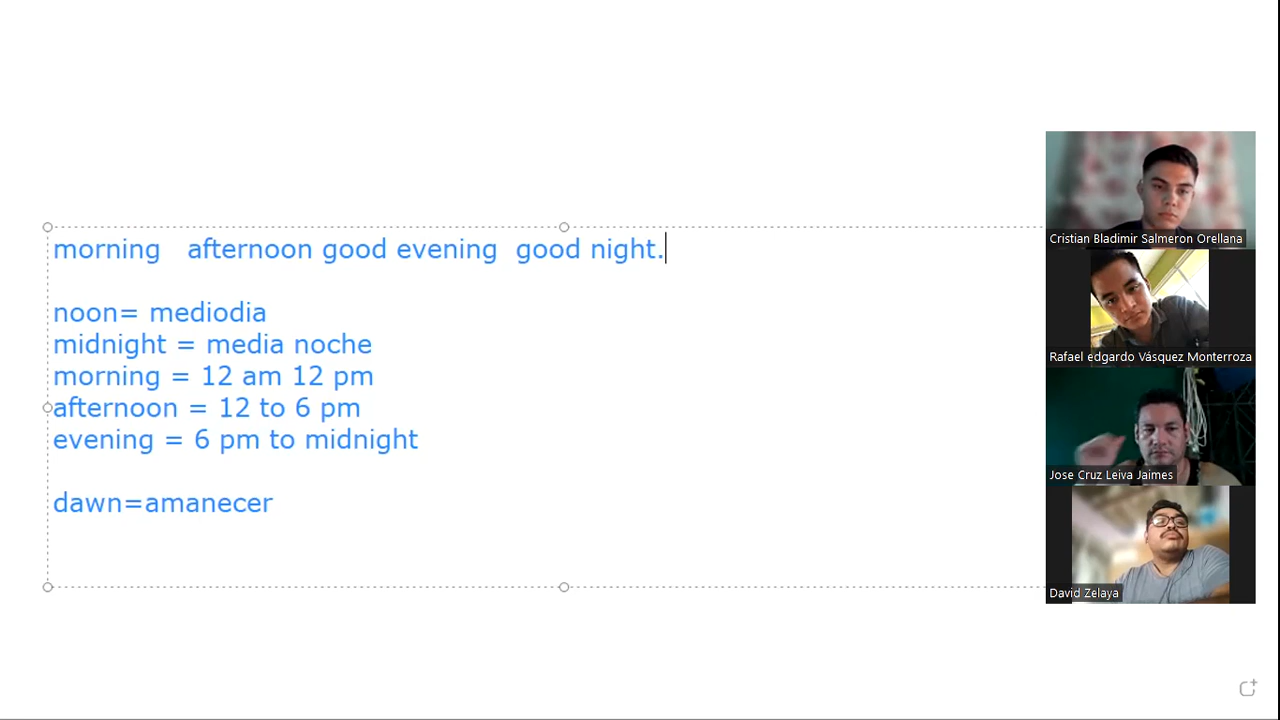 morning   afternoon good evening  good night.
noon= mediodia
midnight = media noche
morning = 12 am 12 pm
afternoon = 12 to 6 pm
evening = 6 pm to midnight
dawn=amanecer
Cristian Bladimir Salmeron Orellana
Rafael edgardo Vásquez Monterroza
Jose Cruz Leiva Jaimes
David Zelaya